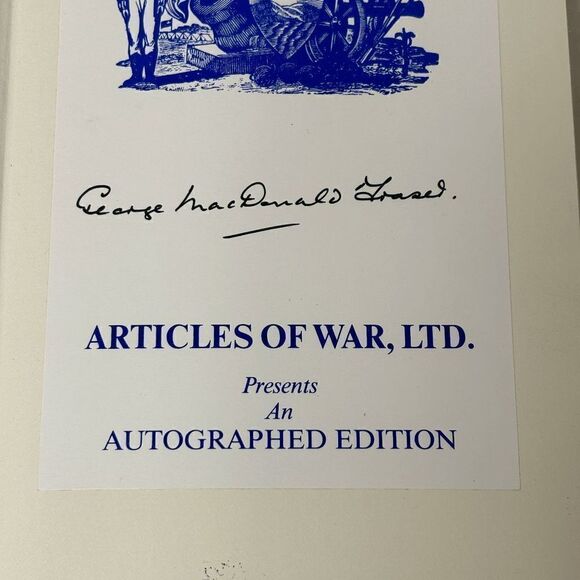 George MacDonald Fraser.
ARTICLES OF WAR, LTD.
Presents
An
AUTOGRAPHED EDITION